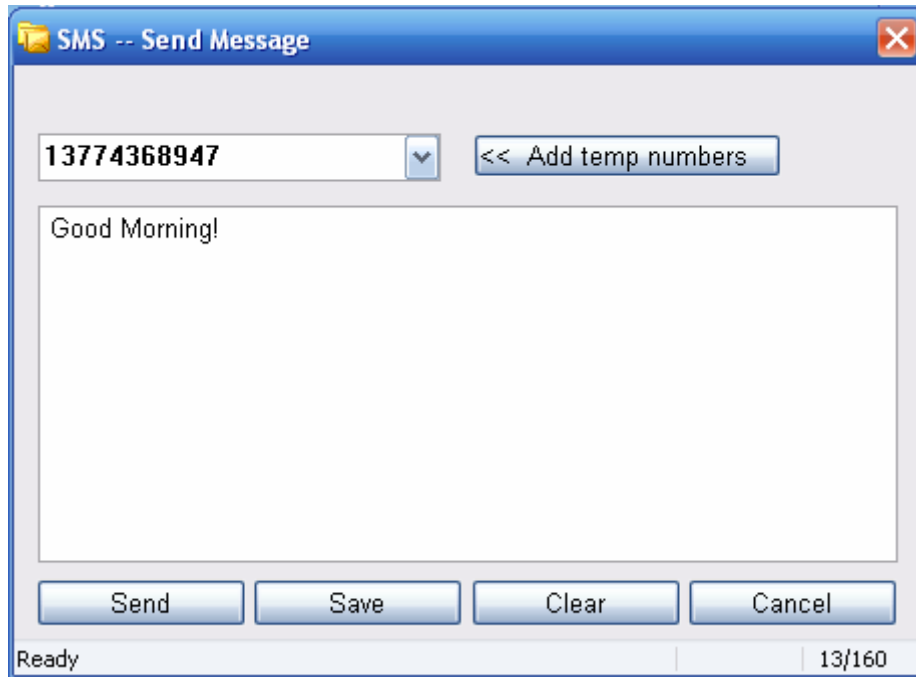 SMS -- Send Message
13774368947
<< Add temp numbers
Good Morning!
Send Save Clear Cancel
Ready 13/160